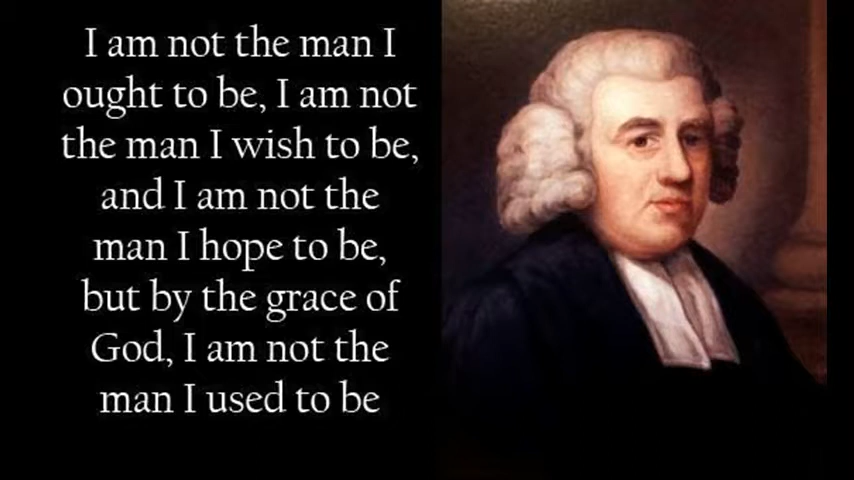 I am not the man I
ought to be, I am not
the man I wish to be,
and I am not the
man I hope to be,
but by the grace of
God, I am not the
man I used to be